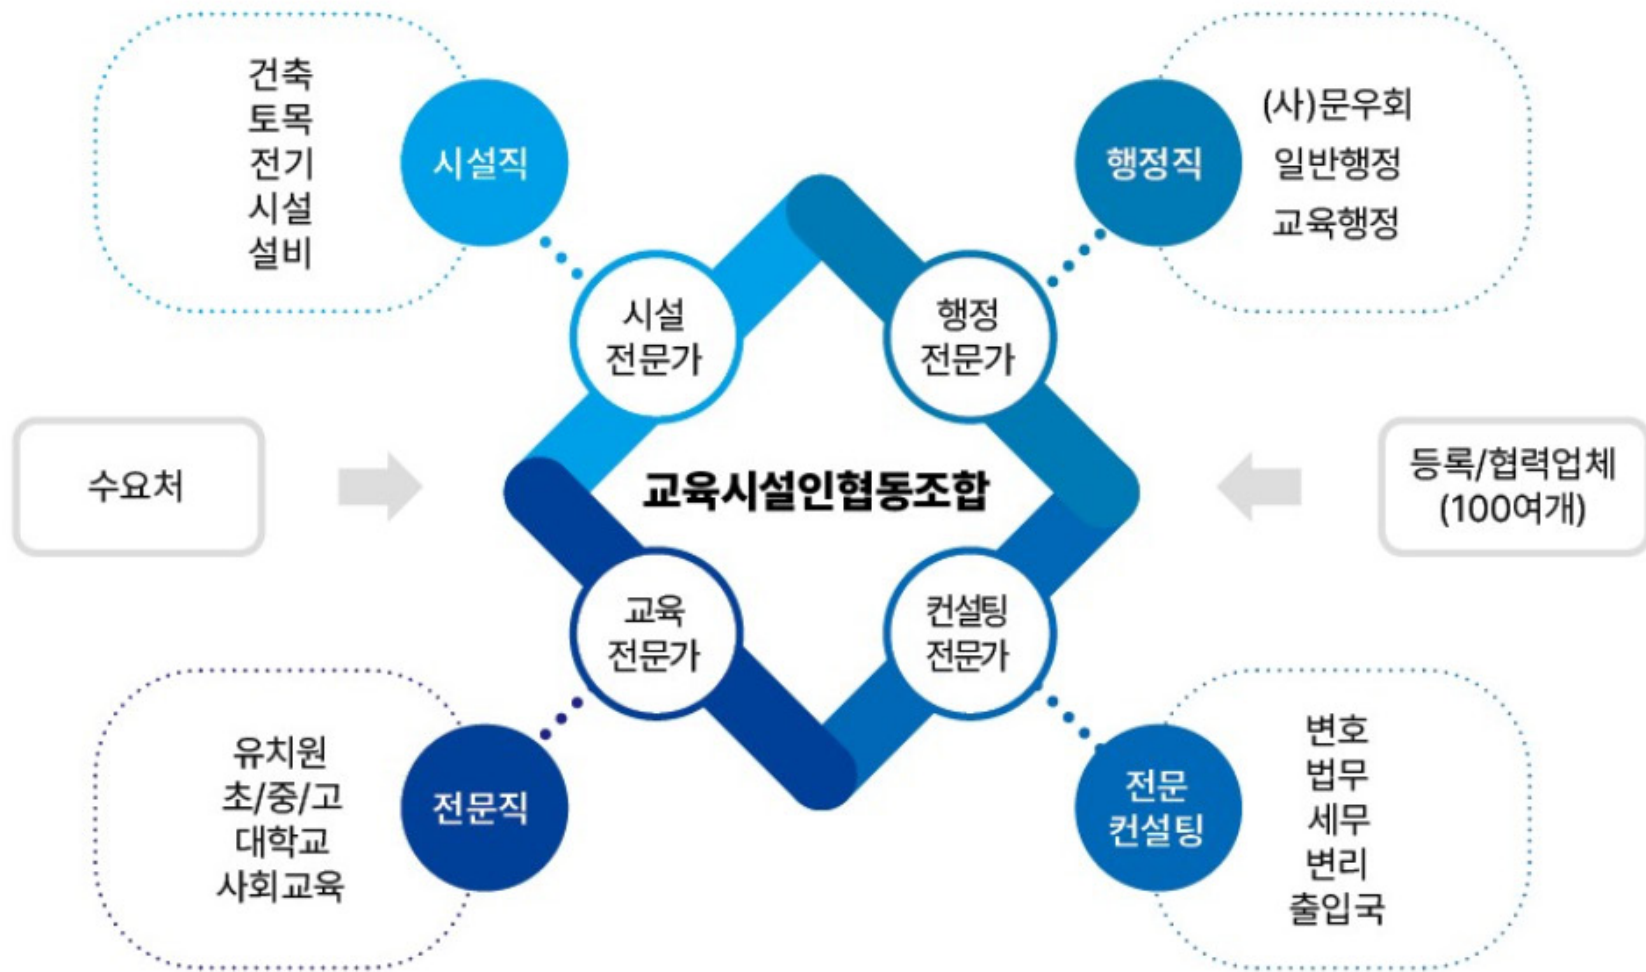 건축
토목
전기
시설
설비
시설직
행정직
(사)문우회
일반행정
교육행정
시설
전문가
행정
전문가
수요처
교육시설인협동조합
등록/협력업체
(100여개)
교육
전문가
컨설팅
전문가
유치원
초/중/고
대학교
사회교육
전문직
전문
컨설팅
변호
법무
세무
변리
출입국